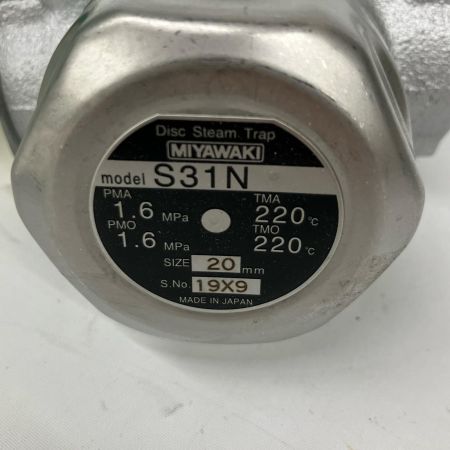 Disc Steam Trap
MIYAWAKI
model S31N
PMA 1.6 MPa TMA 220 °C
PMO 1.6 MPa TMO 220 °C
SIZE 20 mm
S.No. 19X9
MADE IN JAPAN